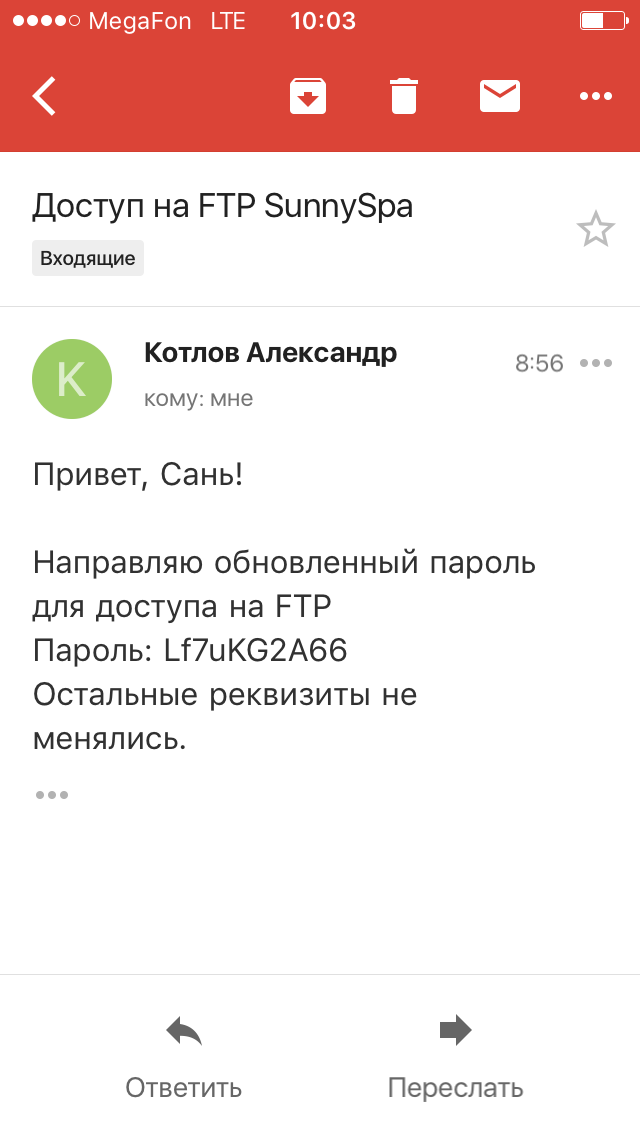 MegaFon LTE 10:03
Доступ на FTP SunnySpa
Входящие
К
Котлов Александр
8:56
кому: мне
Привет, Сань!
Направляю обновленный пароль
для доступа на FTP
Пароль: Lf7uKG2A66
Остальные реквизиты не
менялись.
Ответить
Переслать